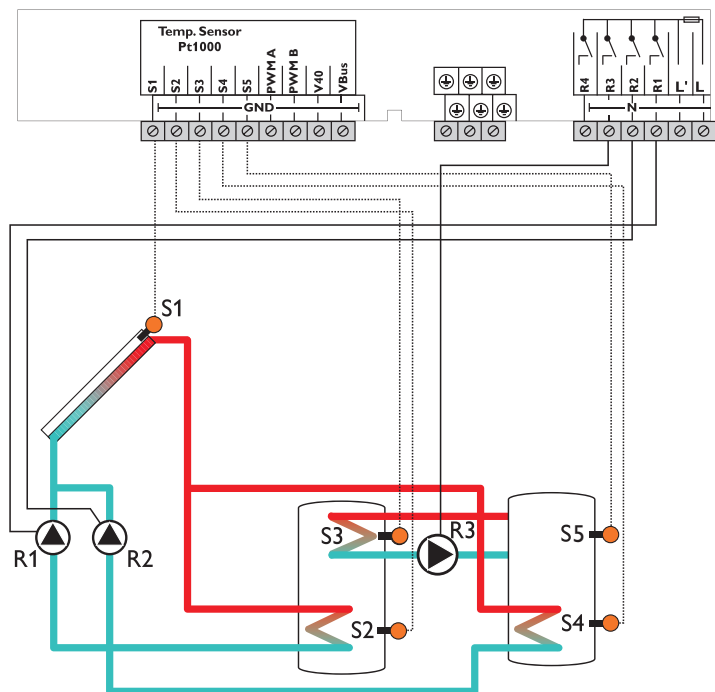 Temp. Sensor
Pt1000
S1 S2 S3 S4 S5 PWM A PWM B V40 VBus
GND
R4 R3 R2 R1 L' L
N
S1
R1
R2
S3
R3
S5
S2
S4